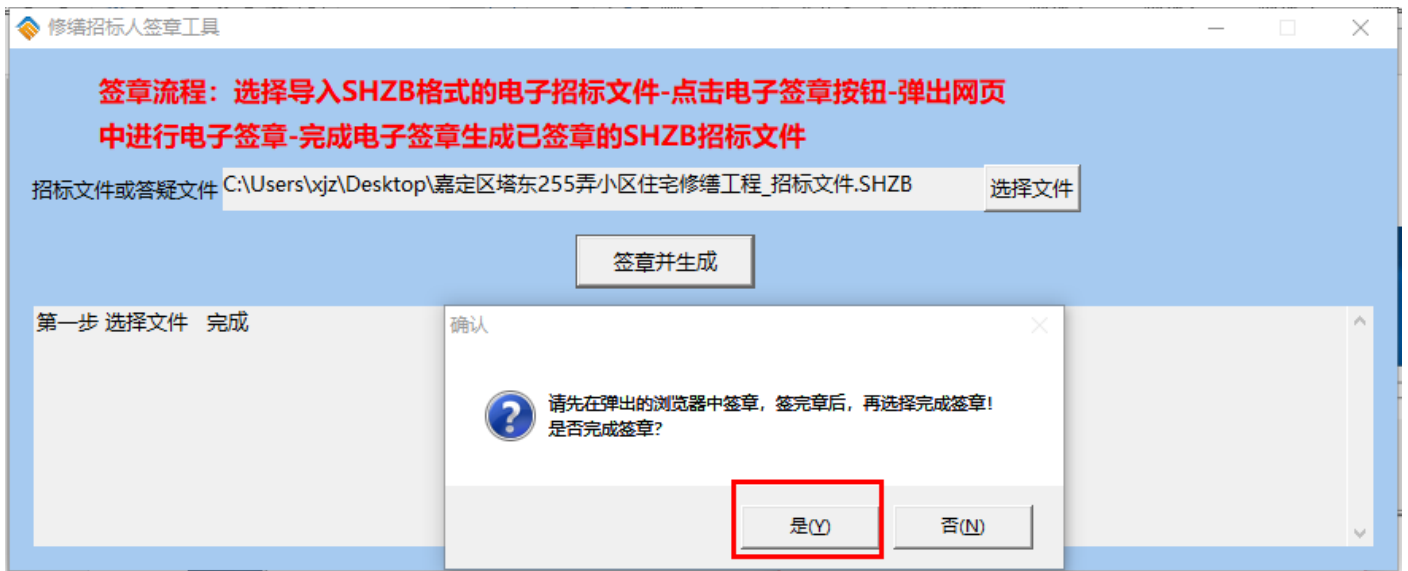 修缮招标人签章工具
签章流程：选择导入SHZB格式的电子招标文件-点击电子签章按钮-弹出网页
中进行电子签章-完成电子签章生成已签章的SHZB招标文件
招标文件或答疑文件 C:\Users\xjz\Desktop\嘉定区塔东255弄小区住宅修缮工程_招标文件.SHZB 选择文件
签章并生成
第一步 选择文件 完成
确认
请先在弹出的浏览器中签章，签完章后，再选择完成签章！
是否完成签章？
是(Y) 否(N)